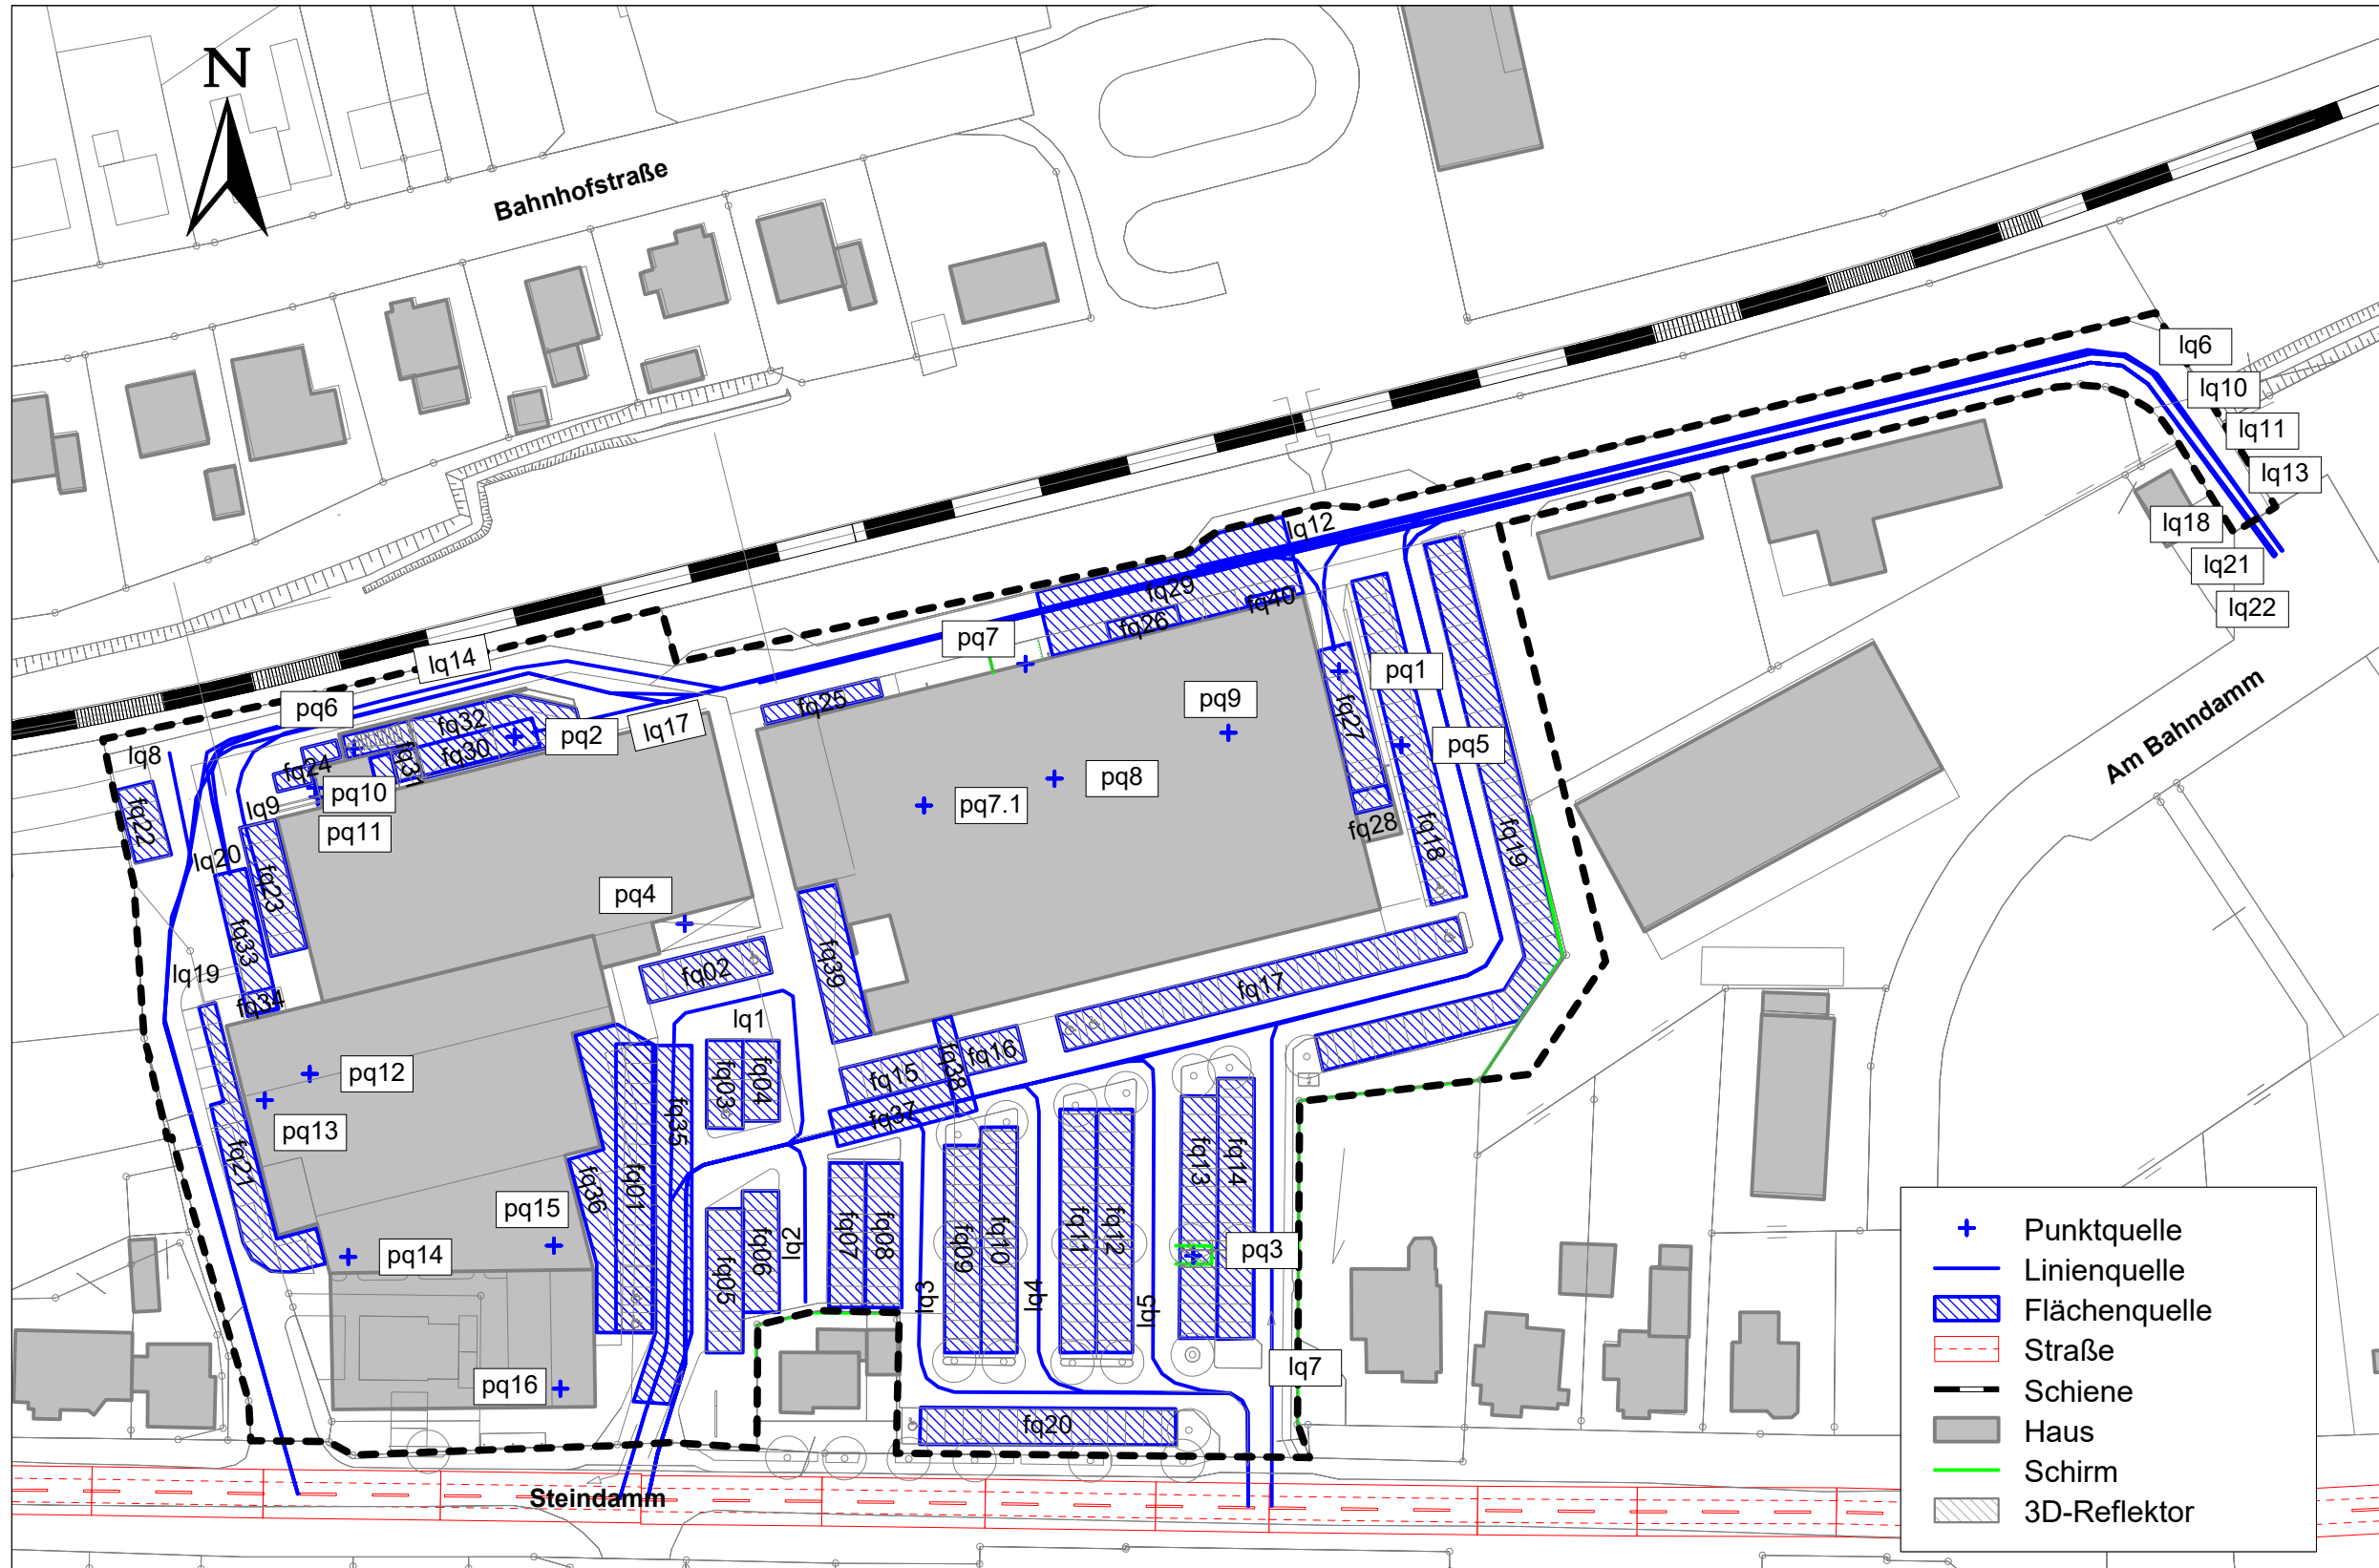 N
Bahnhofstraße
lq6
lq10
lq11
lq13
lq18
lq21
lq22
lq12
fq29
fq40
fq26
pq7
lq14
pq6
fq32
fq30
fq31
pq2
lq17
fq25
pq1
pq9
fq27
pq5
lq8
fq24
pq10
lq9
pq11
fq22
lq20
fq23
pq8
pq7.1
fq28
fq18
fq19
Am Bahndamm
pq4
fq33
lq19
fq34
fq02
fq39
fq17
lq1
pq12
pq13
fq03
fq04
fq35
fq15
fq38
fq16
fq37
fq21
fq36
fq01
fq13
fq14
pq15
pq14
fq05
fq06
lq2
fq07
fq08
fq09
fq10
fq11
fq12
pq3
lq3
lq4
lq5
lq7
pq16
fq20
Steindamm
Punktquelle
Linienquelle
Flächenquelle
Straße
Schiene
Haus
Schirm
3D-Reflektor